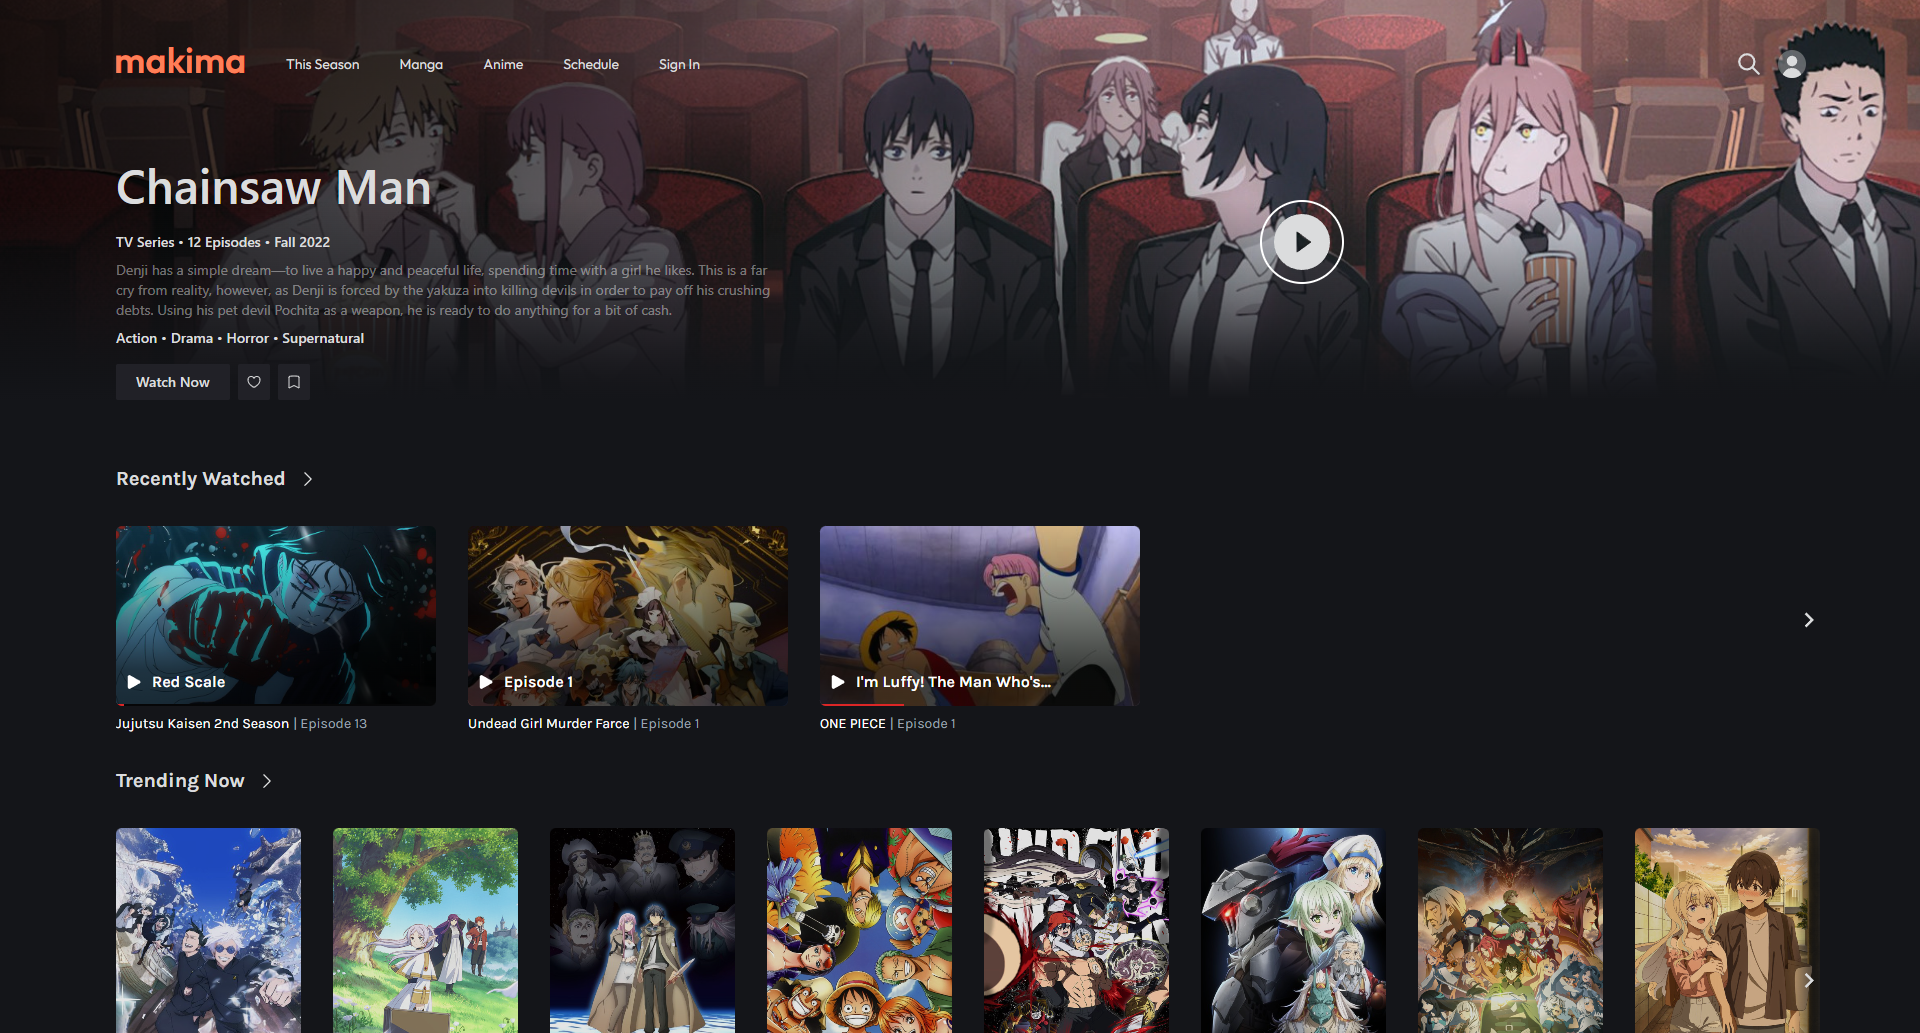 makima
This Season
Manga
Anime
Schedule
Sign In
Chainsaw Man
TV Series • 12 Episodes • Fall 2022
Denji has a simple dream—to live a happy and peaceful life, spending time with a girl he likes. This is a far
cry from reality, however, as Denji is forced by the yakuza into killing devils in order to pay off his crushing
debts. Using his pet devil Pochita as a weapon, he is ready to do anything for a bit of cash.
Action • Drama • Horror • Supernatural
Watch Now
Recently Watched
Red Scale
Episode 1
I'm Luffy! The Man Who's...
Jujutsu Kaisen 2nd Season | Episode 13
Undead Girl Murder Farce | Episode 1
ONE PIECE | Episode 1
Trending Now